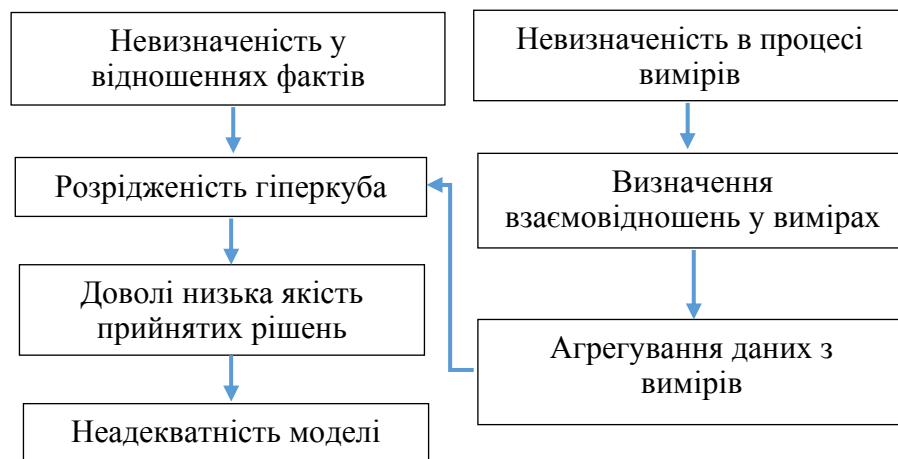 Невизначеність у
відношеннях фактів
Розрідженість гіперкуба
Доволі низька якість
прийнятих рішень
Неадекватність моделі
Невизначеність в процесі
вимірів
Визначення
взаємовідношень у вимірах
Агрегування даних з
вимірів